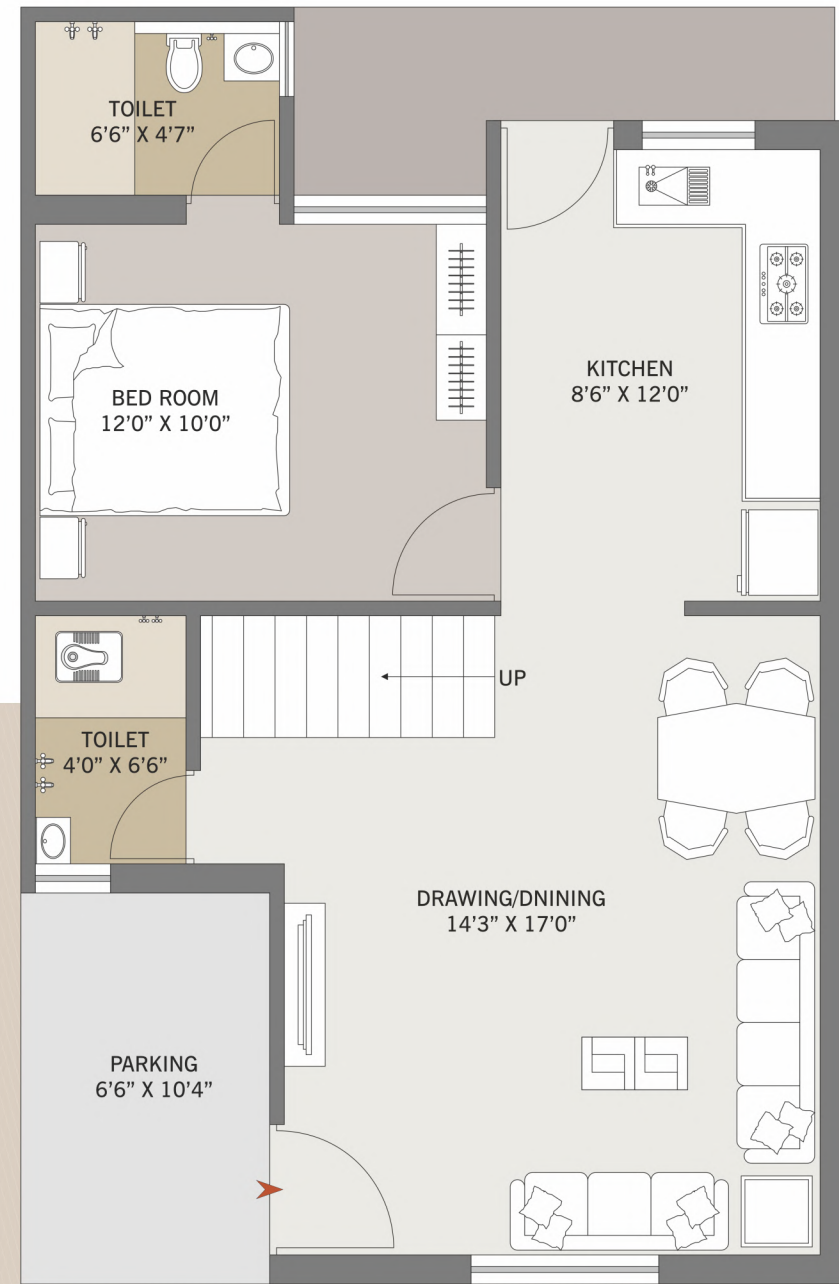 TOILET
6’6” X 4’7”
KITCHEN
8’6” X 12’0”
BED ROOM
12’0” X 10’0”
UP
TOILET
4’0” X 6’6”
DRAWING/DNINING
14’3” X 17’0”
PARKING
6’6” X 10’4”